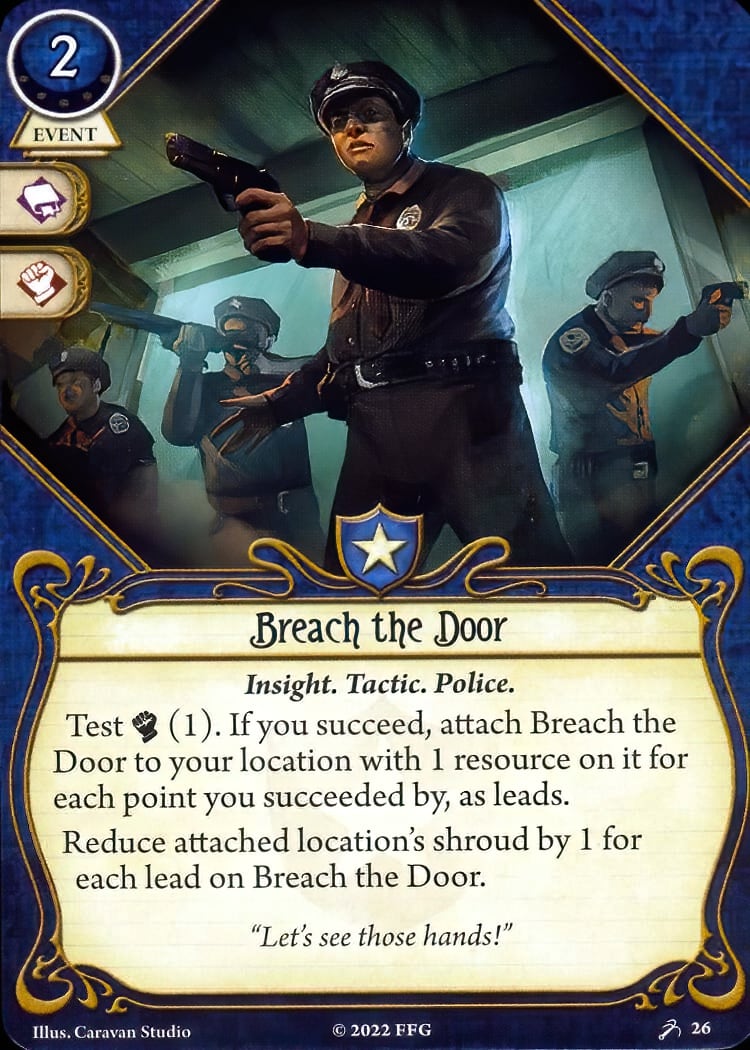 2
EVENT
Breach the Door
Insight. Tactic. Police.
Test (1). If you succeed, attach Breach the
Door to your location with 1 resource on it for
each point you succeeded by, as leads.
Reduce attached location's shroud by 1 for
each lead on Breach the Door.
"Let's see those hands!"
Illus. Caravan Studio © 2022 FFG 26